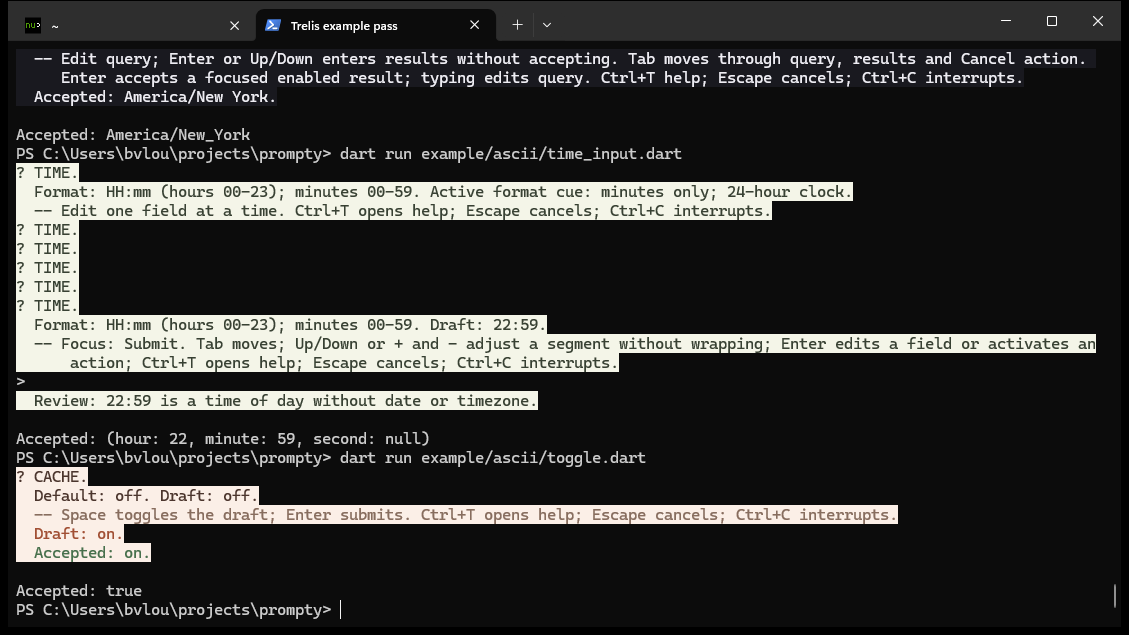 nu> ~
Trelis example pass
-- Edit query; Enter or Up/Down enters results without accepting. Tab moves through query, results and Cancel action.
Enter accepts a focused enabled result; typing edits query. Ctrl+T help; Escape cancels; Ctrl+C interrupts.
Accepted: America/New York.
Accepted: America/New_York
PS C:\Users\bvlou\projects\prompty> dart run example/ascii/time_input.dart
? TIME.
Format: HH:mm (hours 00-23); minutes 00-59. Active format cue: minutes only; 24-hour clock.
-- Edit one field at a time. Ctrl+T opens help; Escape cancels; Ctrl+C interrupts.
? TIME.
? TIME.
? TIME.
? TIME.
? TIME.
Format: HH:mm (hours 00-23); minutes 00-59. Draft: 22:59.
-- Focus: Submit. Tab moves; Up/Down or + and - adjust a segment without wrapping; Enter edits a field or activates an
action; Ctrl+T opens help; Escape cancels; Ctrl+C interrupts.
>
Review: 22:59 is a time of day without date or timezone.
Accepted: (hour: 22, minute: 59, second: null)
PS C:\Users\bvlou\projects\prompty> dart run example/ascii/toggle.dart
? CACHE.
Default: off. Draft: off.
-- Space toggles the draft; Enter submits. Ctrl+T opens help; Escape cancels; Ctrl+C interrupts.
Draft: on.
Accepted: on.
Accepted: true
PS C:\Users\bvlou\projects\prompty>